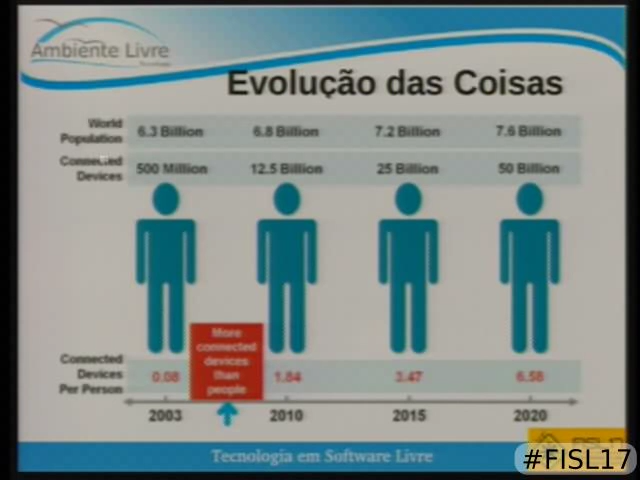 Ambiente Livre
Evolução das Coisas
World
Population
6.3 Billion 6.8 Billion 7.2 Billion 7.6 Billion
Connected
Devices
500 Million 12.5 Billion 25 Billion 50 Billion
More
connected
devices
than
people
Connected
Devices
Per Person
0.08 1.84 3.47 6.58
2003 2010 2015 2020
Tecnologia em Software Livre
#FISL17